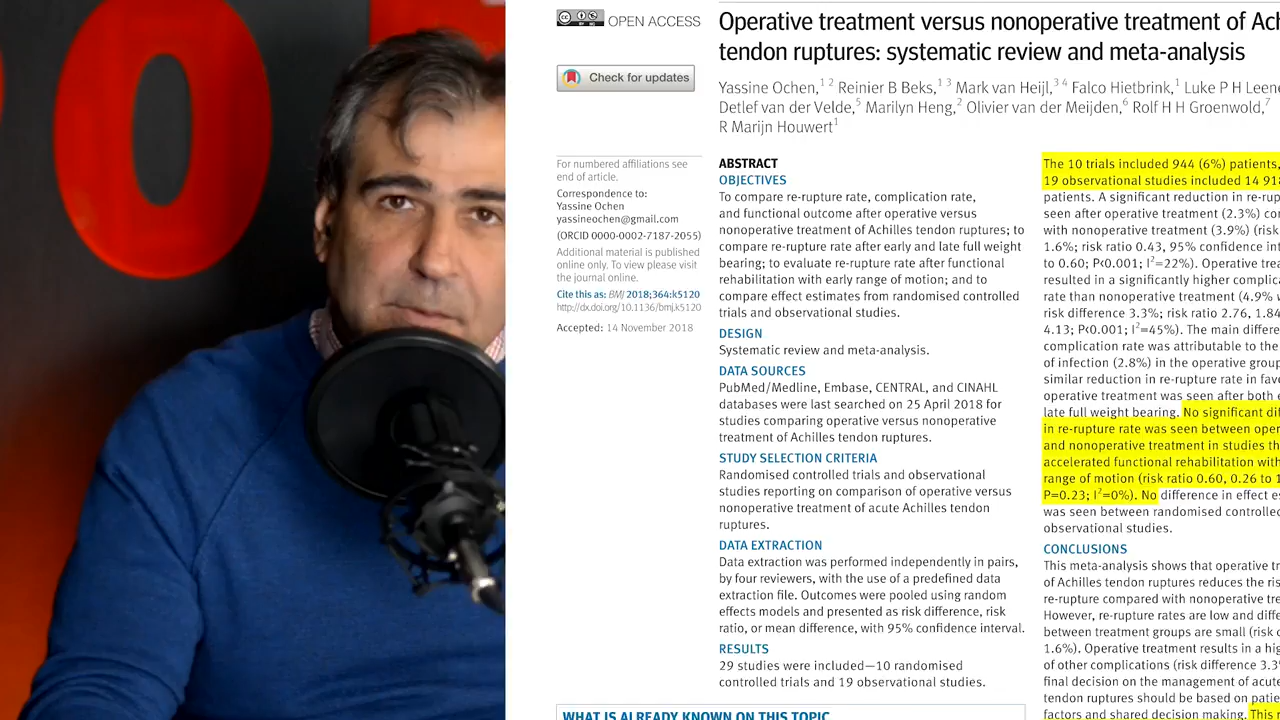 OPEN ACCESS
Check for updates
Operative treatment versus nonoperative treatment of Ach
tendon ruptures: systematic review and meta-analysis
Yassine Ochen,1 2 Reinier B Beks,1 3 Mark van Heijl,3 4 Falco Hietbrink,1 Luke P H Leene
Detlef van der Velde,5 Marilyn Heng,2 Olivier van der Meijden,6 Rolf H H Groenwold,7
R Marijn Houwert1
For numbered affiliations see
end of article.
Correspondence to:
Yassine Ochen
yassineochen@gmail.com
(ORCID 0000-0002-7187-2055)
Additional material is published
online only. To view please visit
the journal online.
Cite this as: BMJ 2018;364:k5120
http://dx.doi.org/10.1136/bmj.k5120
Accepted: 14 November 2018
ABSTRACT
OBJECTIVES
To compare re-rupture rate, complication rate,
and functional outcome after operative versus
nonoperative treatment of Achilles tendon ruptures; to
compare re-rupture rate after early and late full weight
bearing; to evaluate re-rupture rate after functional
rehabilitation with early range of motion; and to
compare effect estimates from randomised controlled
trials and observational studies.
DESIGN
Systematic review and meta-analysis.
DATA SOURCES
PubMed/Medline, Embase, CENTRAL, and CINAHL
databases were last searched on 25 April 2018 for
studies comparing operative versus nonoperative
treatment of Achilles tendon ruptures.
STUDY SELECTION CRITERIA
Randomised controlled trials and observational
studies reporting on comparison of operative versus
nonoperative treatment of acute Achilles tendon
ruptures.
DATA EXTRACTION
Data extraction was performed independently in pairs,
by four reviewers, with the use of a predefined data
extraction file. Outcomes were pooled using random
effects models and presented as risk difference, risk
ratio, or mean difference, with 95% confidence interval.
RESULTS
29 studies were included—10 randomised
controlled trials and 19 observational studies.
The 10 trials included 944 (6%) patients,
19 observational studies included 14 918
patients. A significant reduction in re-rup
seen after operative treatment (2.3%) co
with nonoperative treatment (3.9%) (risk
1.6%; risk ratio 0.43, 95% confidence int
to 0.60; P<0.001; I2=22%). Operative trea
resulted in a significantly higher complica
rate than nonoperative treatment (4.9% v
risk difference 3.3%; risk ratio 2.76, 1.84
4.13; P<0.001; I2=45%). The main differe
complication rate was attributable to the
of infection (2.8%) in the operative group
similar reduction in re-rupture rate in favo
operative treatment was seen after both e
late full weight bearing. No significant dif
in re-rupture rate was seen between oper
and nonoperative treatment in studies th
accelerated functional rehabilitation with
range of motion (risk ratio 0.60, 0.26 to 1
P=0.23; I2=0%). No difference in effect es
was seen between randomised controlled
observational studies.
CONCLUSIONS
This meta-analysis shows that operative tr
of Achilles tendon ruptures reduces the ris
re-rupture compared with nonoperative tre
However, re-rupture rates are low and diffe
between treatment groups are small (risk d
1.6%). Operative treatment results in a hig
of other complications (risk difference 3.3%
final decision on the management of acute
tendon ruptures should be based on patie
factors and shared decision making. This r
WHAT IS ALREADY KNOWN ON THIS TOPIC